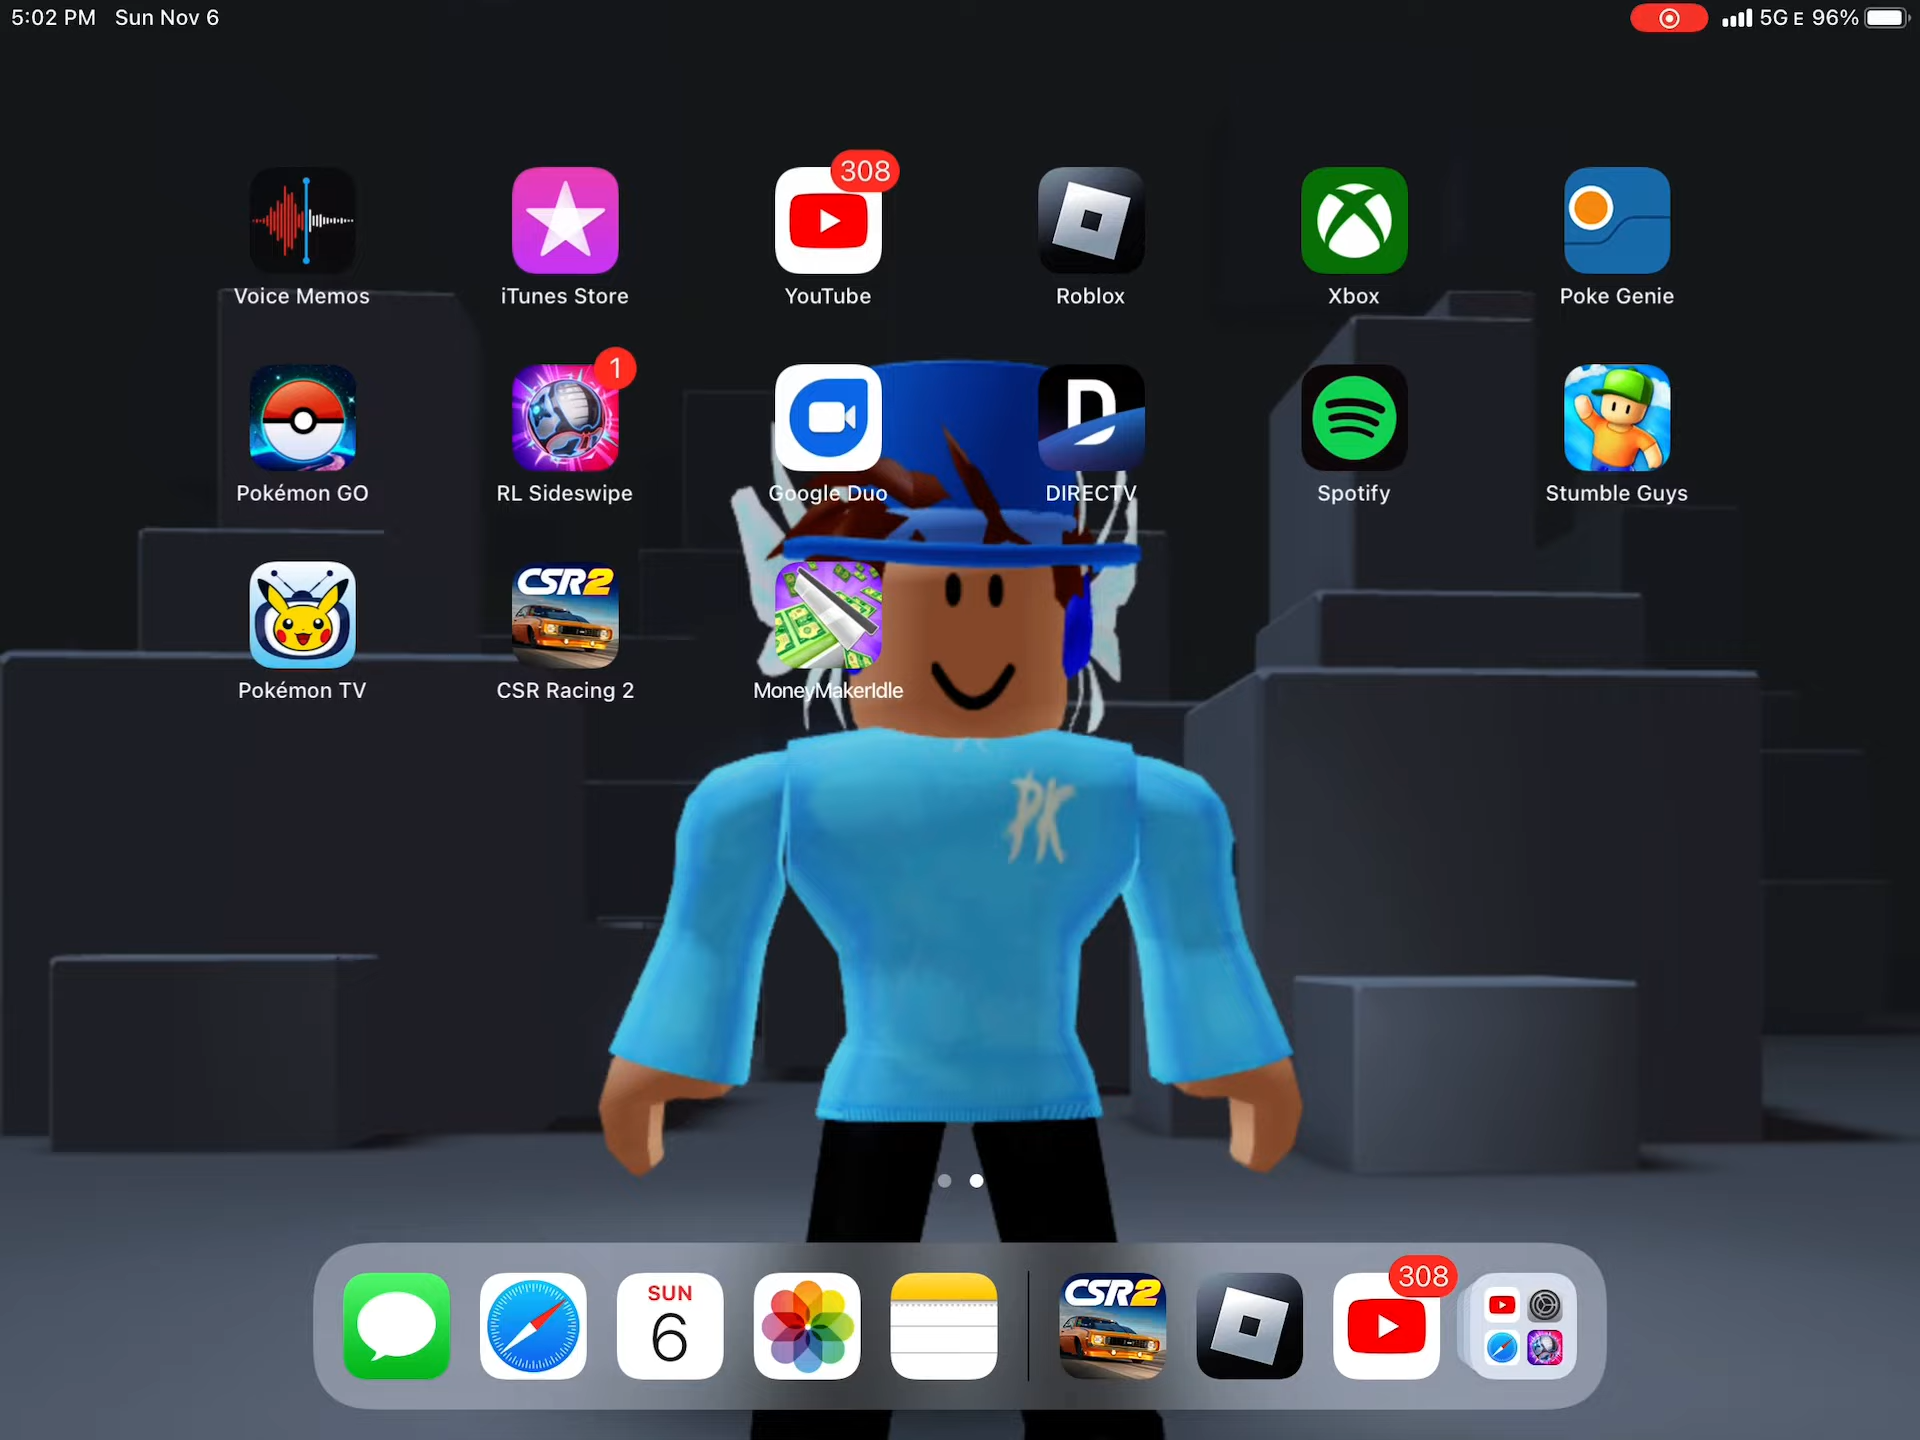 5:02 PM Sun Nov 6
5G E 96%
308
Voice Memos
iTunes Store
YouTube
Roblox
Xbox
Poke Genie
1
D
Pokémon GO
RL Sideswipe
Google Duo
DIRECTV
Spotify
Stumble Guys
CSR2
Pokémon TV
CSR Racing 2
MoneyMakerIdle
PK
SUN
6
CSR2
308